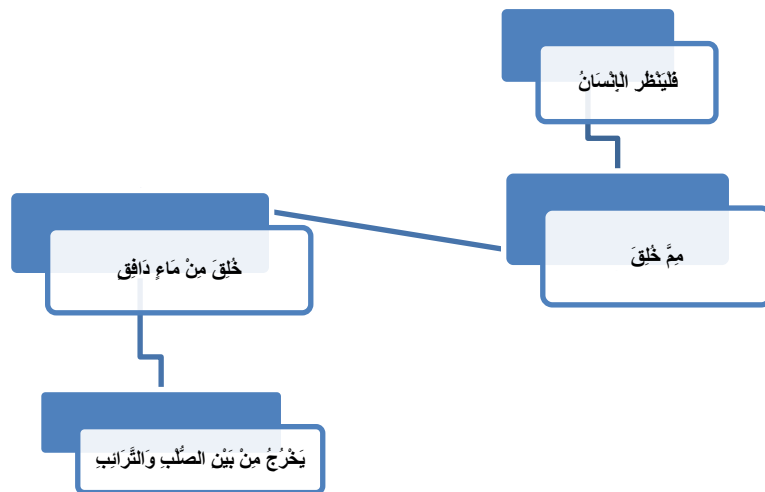 فَلْيَنْظُر الْإِنْسَانُ
مِمَّ خُلِقَ
خُلِقَ مِنْ مَاءٍ دَافِقٍ
يَخْرُجُ مِنْ بَيْنِ الصُّلْبِ وَالتَّرَائِبِ